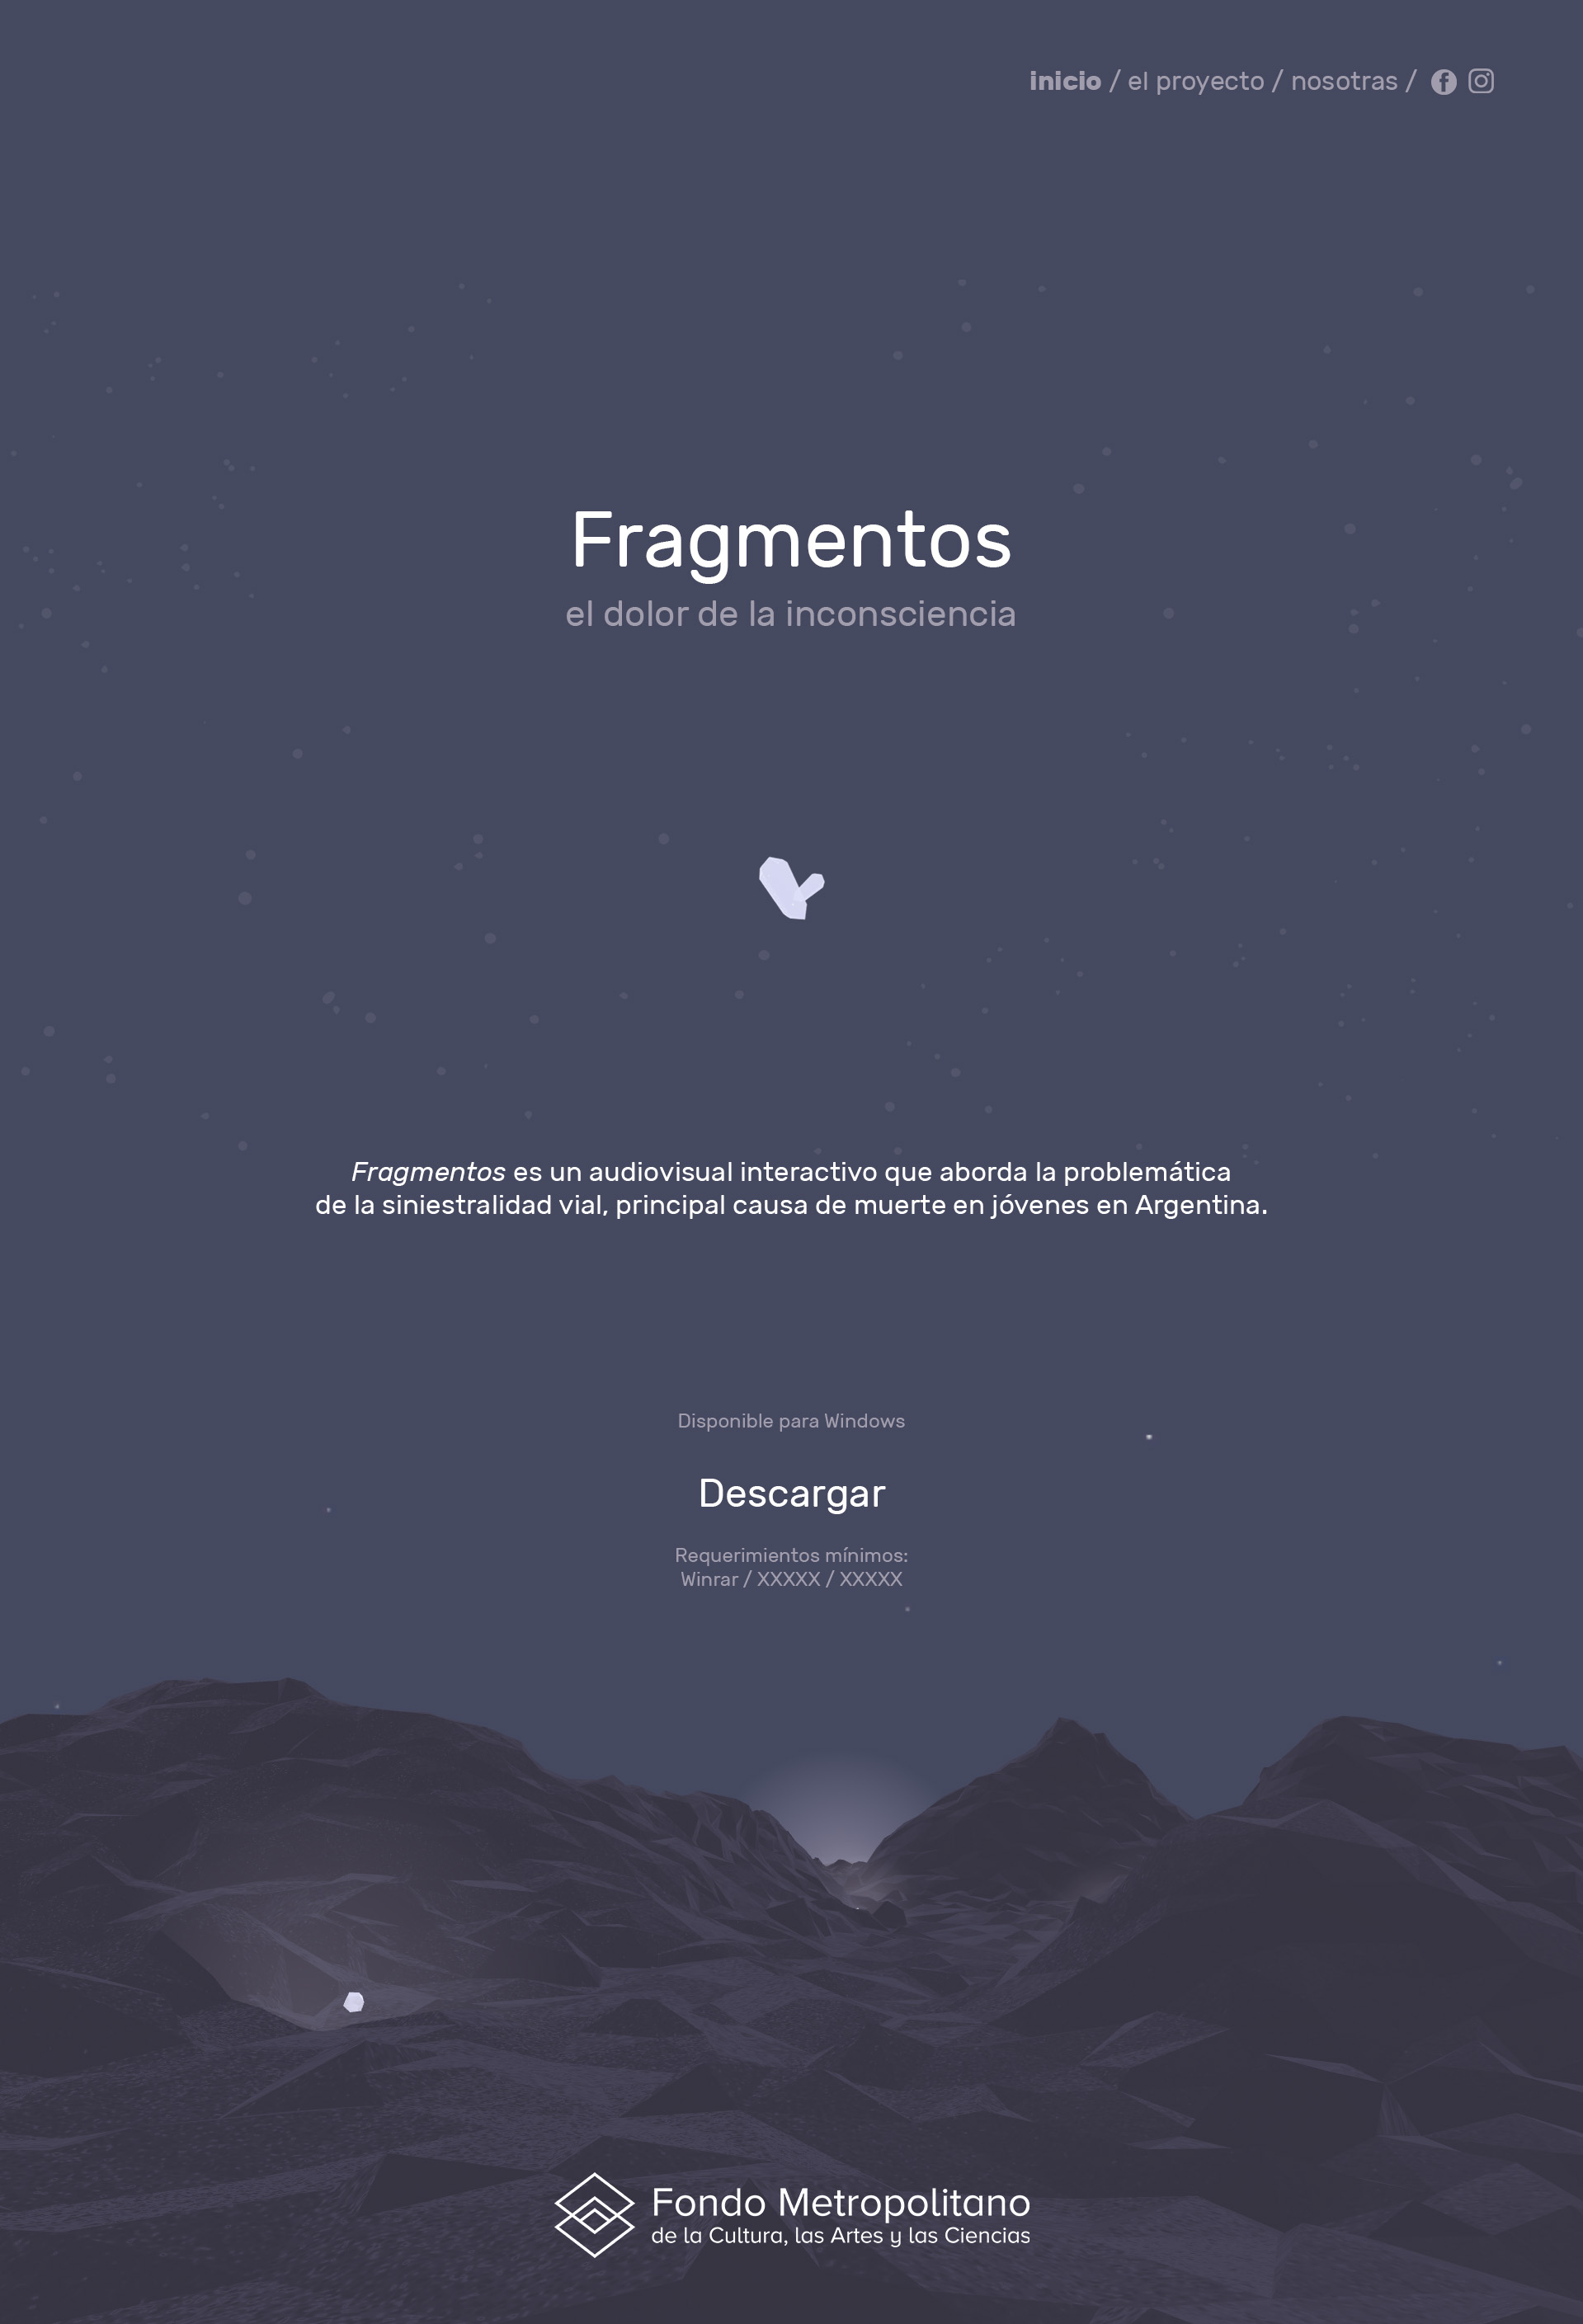 inicio / el proyecto / nosotras /
Fragmentos
el dolor de la inconsciencia
Fragmentos es un audiovisual interactivo que aborda la problemática
de la siniestralidad vial, principal causa de muerte en jóvenes en Argentina.
Disponible para Windows
Descargar
Requerimientos mínimos:
Winrar / XXXXX / XXXXX
Fondo Metropolitano
de la Cultura, las Artes y las Ciencias